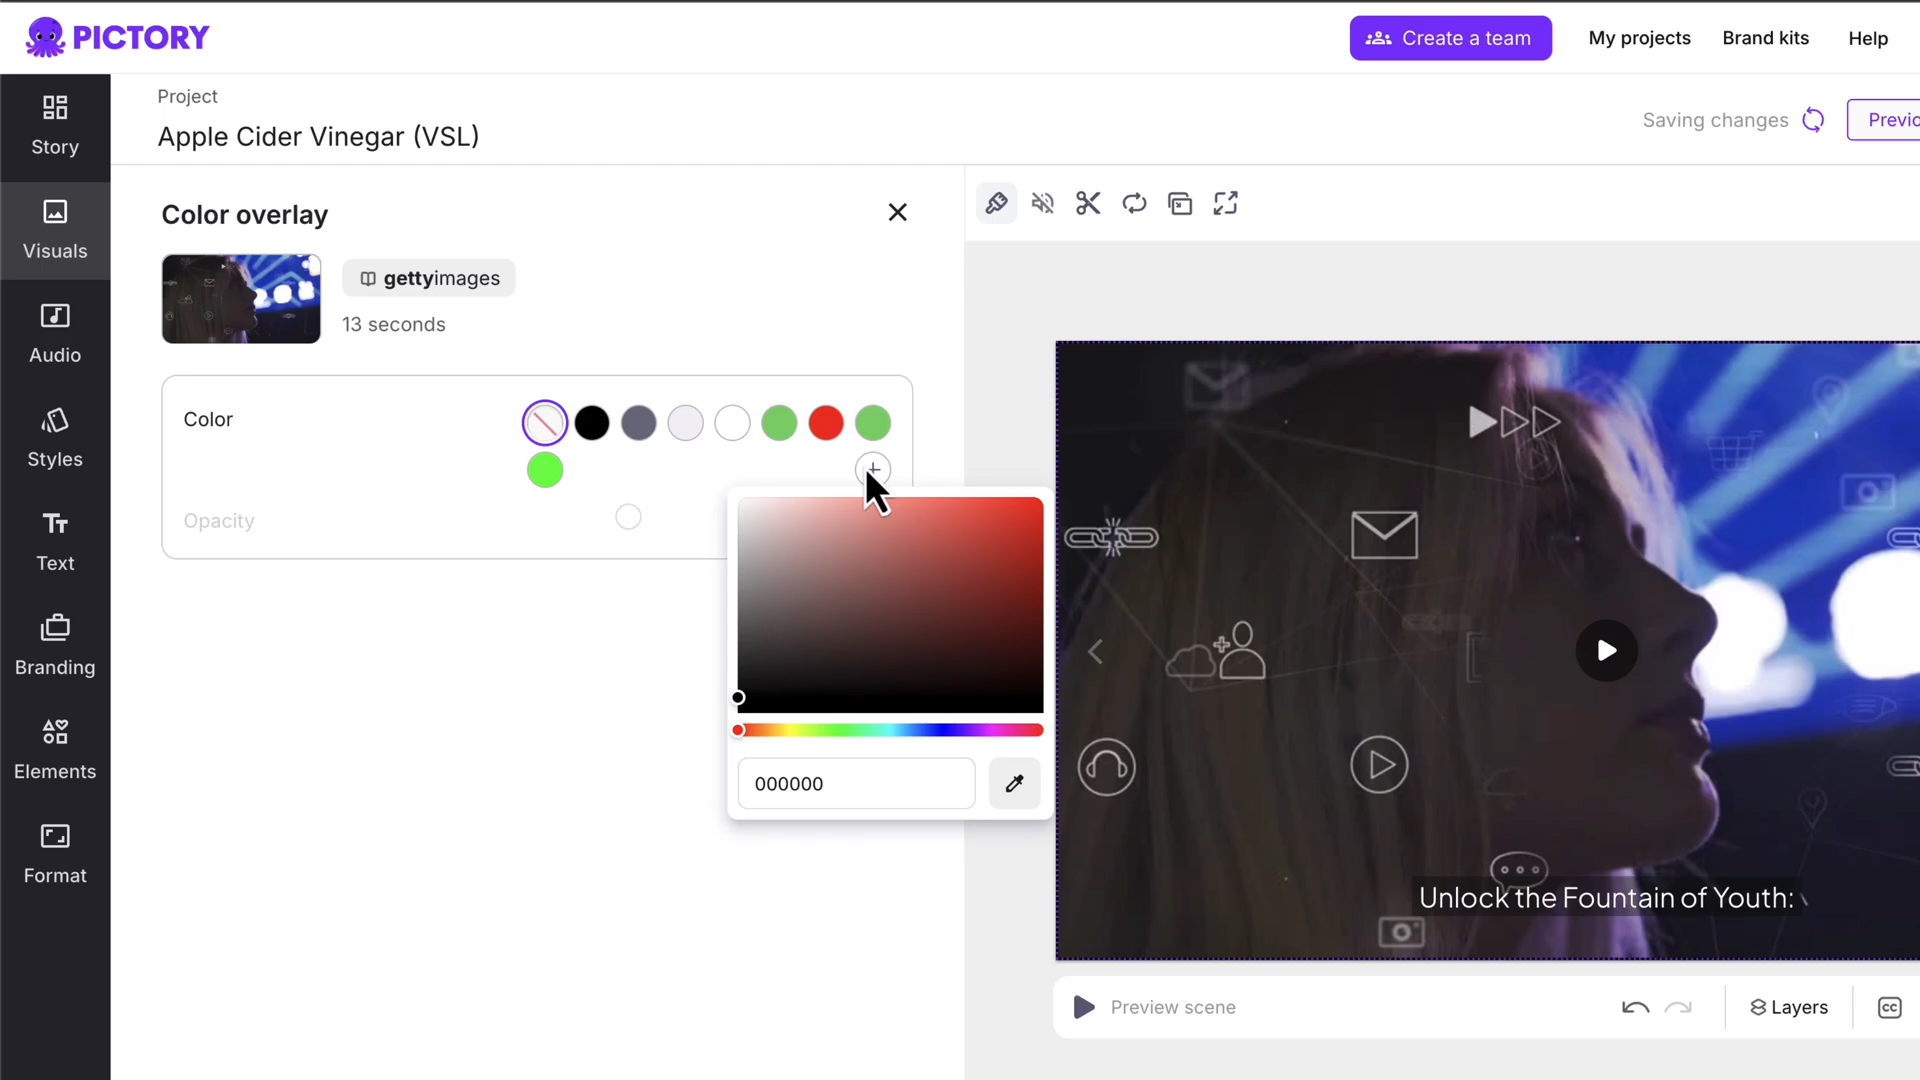 PICTORY
Create a team
My projects
Brand kits
Help
Project
Apple Cider Vinegar (VSL)
Saving changes
Story
Visuals
Audio
Styles
Text
Branding
Elements
Format
Color overlay
gettyimages
13 seconds
Color
Opacity
000000
Unlock the Fountain of Youth:
Preview scene
Layers
CC